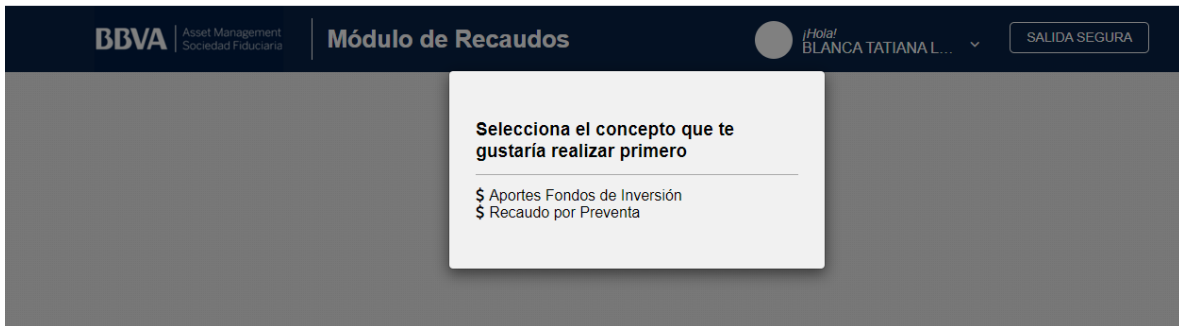 BBVA
Asset Management
Sociedad Fiduciaria
Módulo de Recaudos
¡Hola!
BLANCA TATIANA L...
SALIDA SEGURA
Selecciona el concepto que te
gustaría realizar primero
$ Aportes Fondos de Inversión
$ Recaudo por Preventa